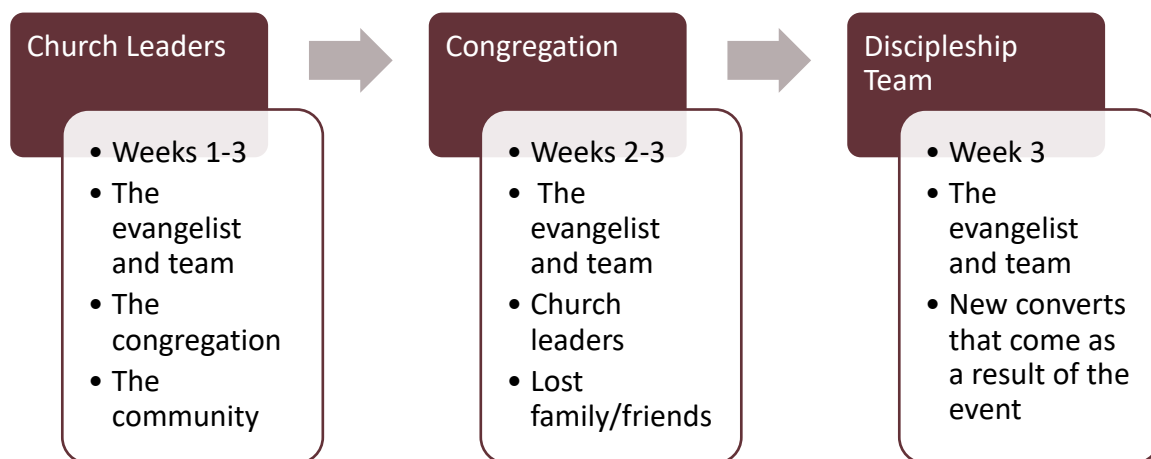 Church Leaders
• Weeks 1-3
• The
evangelist
and team
• The
congregation
• The
community
Congregation
• Weeks 2-3
• The
evangelist
and team
• Church
leaders
• Lost
family/friends
Discipleship
Team
• Week 3
• The
evangelist
and team
• New converts
that come as
a result of the
event